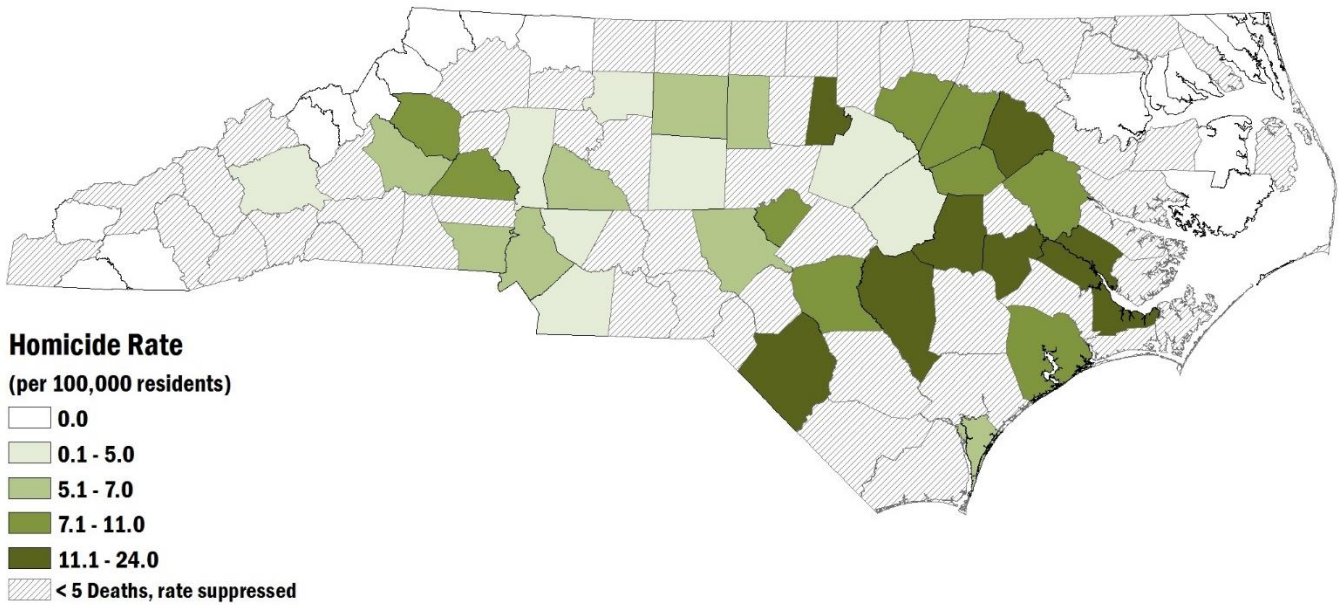 Homicide Rate
(per 100,000 residents)
0.0
0.1 - 5.0
5.1 - 7.0
7.1 - 11.0
11.1 - 24.0
< 5 Deaths, rate suppressed